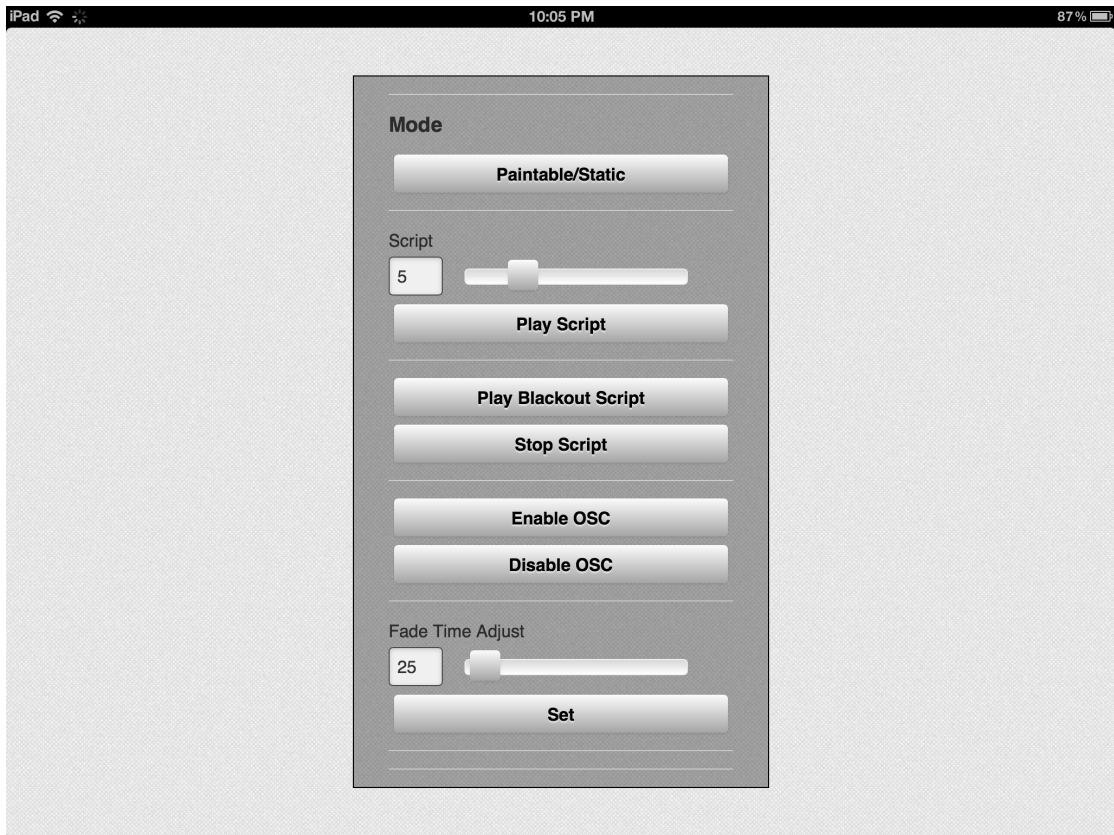 iPad 10:05 PM 87%
Mode
Paintable/Static
Script
5
Play Script
Play Blackout Script
Stop Script
Enable OSC
Disable OSC
Fade Time Adjust
25
Set